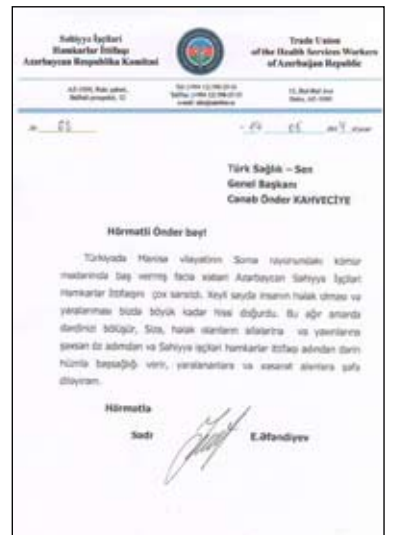 Səhiyyə İşçiləri
Həmkarlar İttifaqı
Azərbaycan Respublika Komitəsi
Trade Union
of the Health Services Workers
of Azerbaijan Republic
№ 63
Türk Sağlık – Sen
Genel Başkanı
Cənab Önder KAHVECİYE
Hörmətli Önder bəy!
Türkiyədə Manisa vilayətinin Soma rayonundakı kömür
mədənində baş vermiş faciə xəbəri Azərbaycan Səhiyyə İşçiləri
Həmkarlar İttifaqını çox sarsıtdı. Xeyli sayda insanın həlak olması və
yaralanması bizdə böyük kədər hissi doğurdu. Bu ağır anarda
dərdinizi bölüşür, Sizə, həlak olanların ailələrinə və yaxınlarına
şəxsən öz adımdan və Səhiyyə işçiləri həmkarlar ittifaqı adından dərin
hüznlə başsağlığı verir, yaralananlara və xəsarət alanlara şəfa
diləyirəm.
Hörmətlə
Sədr E.Əfəndiyev